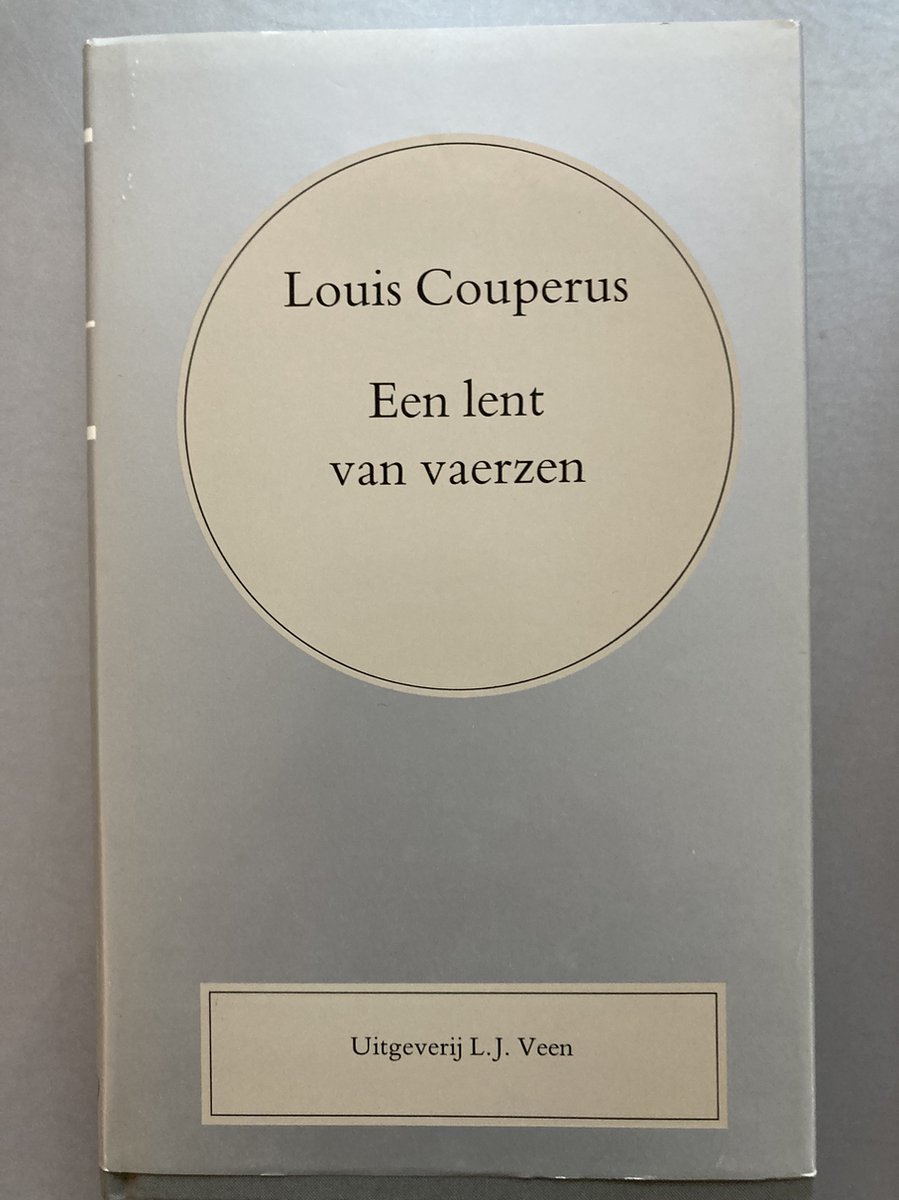 Louis Couperus
Een lent
van vaerzen
Uitgeverij L.J. Veen